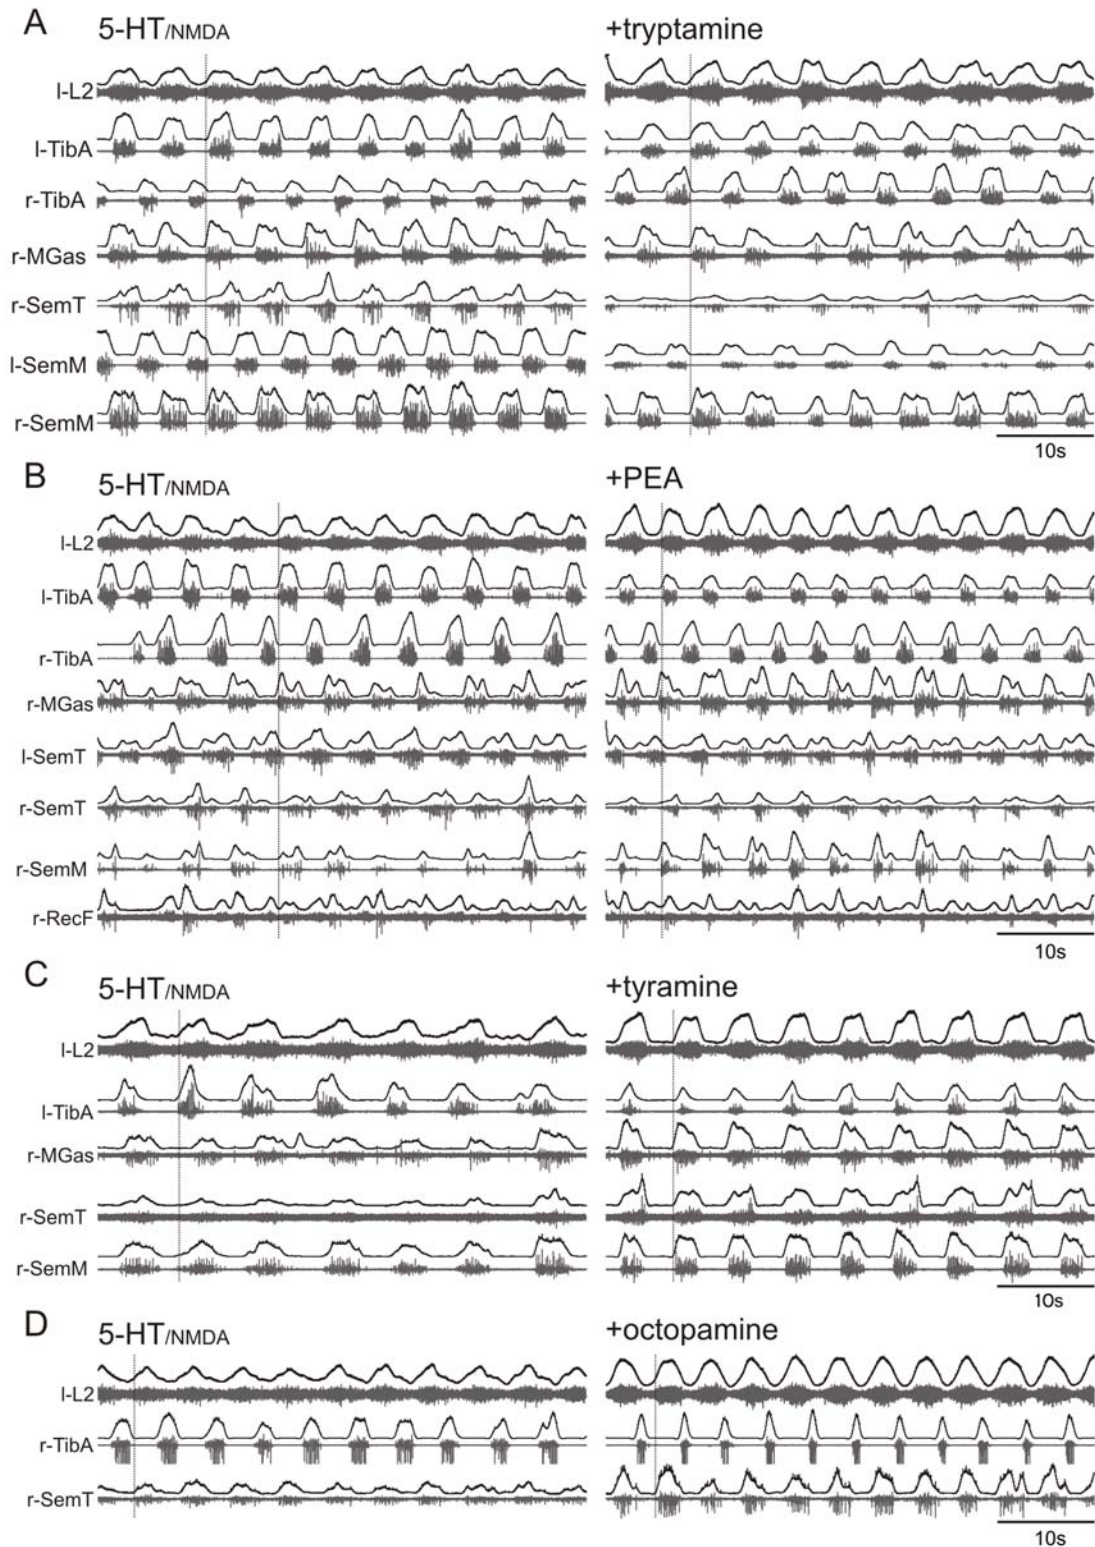 A 5-HT/NMDA +tryptamine
l-L2
l-TibA
r-TibA
r-MGas
r-SemT
l-SemM
r-SemM
10s
B 5-HT/NMDA +PEA
l-L2
l-TibA
r-TibA
r-MGas
l-SemT
r-SemT
r-SemM
r-RecF
10s
C 5-HT/NMDA +tyramine
l-L2
l-TibA
r-MGas
r-SemT
r-SemM
10s
D 5-HT/NMDA +octopamine
l-L2
r-TibA
r-SemT
10s